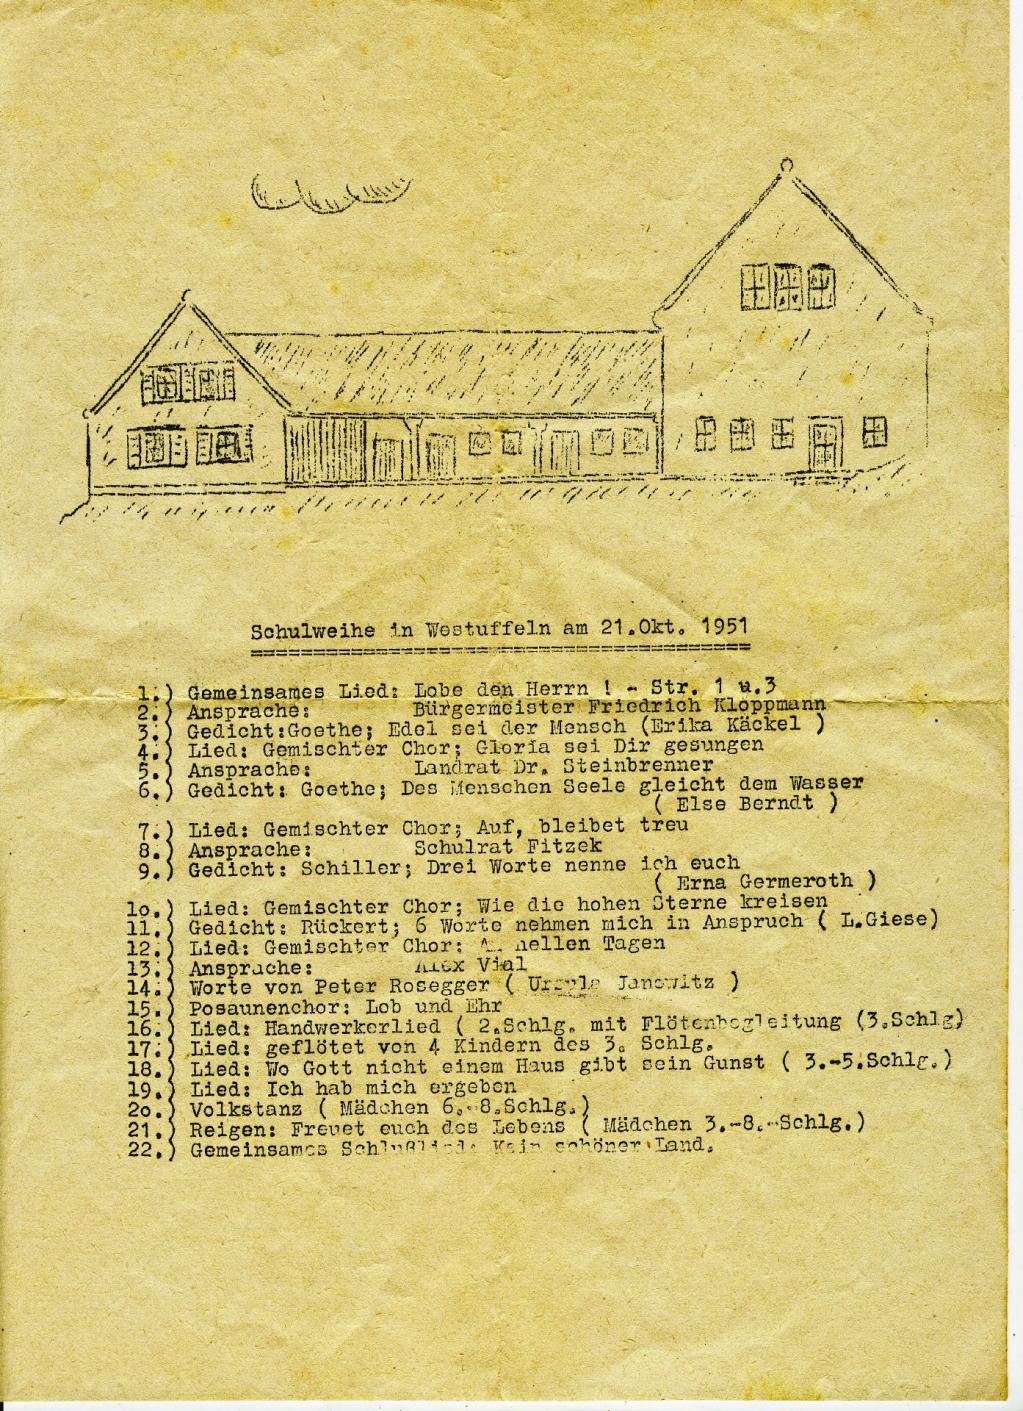 Schulweihe in Westuffeln am 21.Okt. 1951
1.) Gemeinsames Lied: Lobe den Herrn ! - Str. 1 u.3
2.) Ansprache: Bürgermeister Friedrich Kloppmann
3.) Gedicht:Goethe; Edel sei der Mensch (Erika Käckel )
4.) Lied: Gemischter Chor; Gloria sei Dir gesungen
5.) Ansprache: Landrat Dr. Steinbrenner
6.) Gedicht: Goethe; Des Menschen Seele gleicht dem Wasser
( Else Berndt )
7.) Lied: Gemischter Chor; Auf, bleibet treu
8.) Ansprache: Schulrat Fitzek
9.) Gedicht: Schiller; Drei Worte nenne ich euch
( Erna Germeroth )
1o.) Lied: Gemischter Chor; Wie die hohen Sterne kreisen
11.) Gedicht: Rückert; 6 Worte nehmen mich in Anspruch ( L.Giese)
12.) Lied: Gemischter Chor: hellen Tagen
13.) Ansprache: Alex Vial
14.) Worte von Peter Rosegger ( Ursula Janowitz )
15.) Posaunenchor: Lob und Ehr
16.) Lied: Handwerkerlied ( 2.Schlg. mit Flötenbegleitung (3.Schlg)
17.) Lied: geflötet von 4 Kindern des 3. Schlg.
18.) Lied: Wo Gott nicht einem Haus gibt sein Gunst ( 3.-5.Schlg.)
19.) Lied: Ich hab mich ergeben
2o.) Volkstanz ( Mädchen 6.-8.Schlg.)
21.) Reigen: Freuet euch des Lebens ( Mädchen 3.-8.-Schlg.)
22.) Gemeinsames Schlußlied: Kein schöner Land.